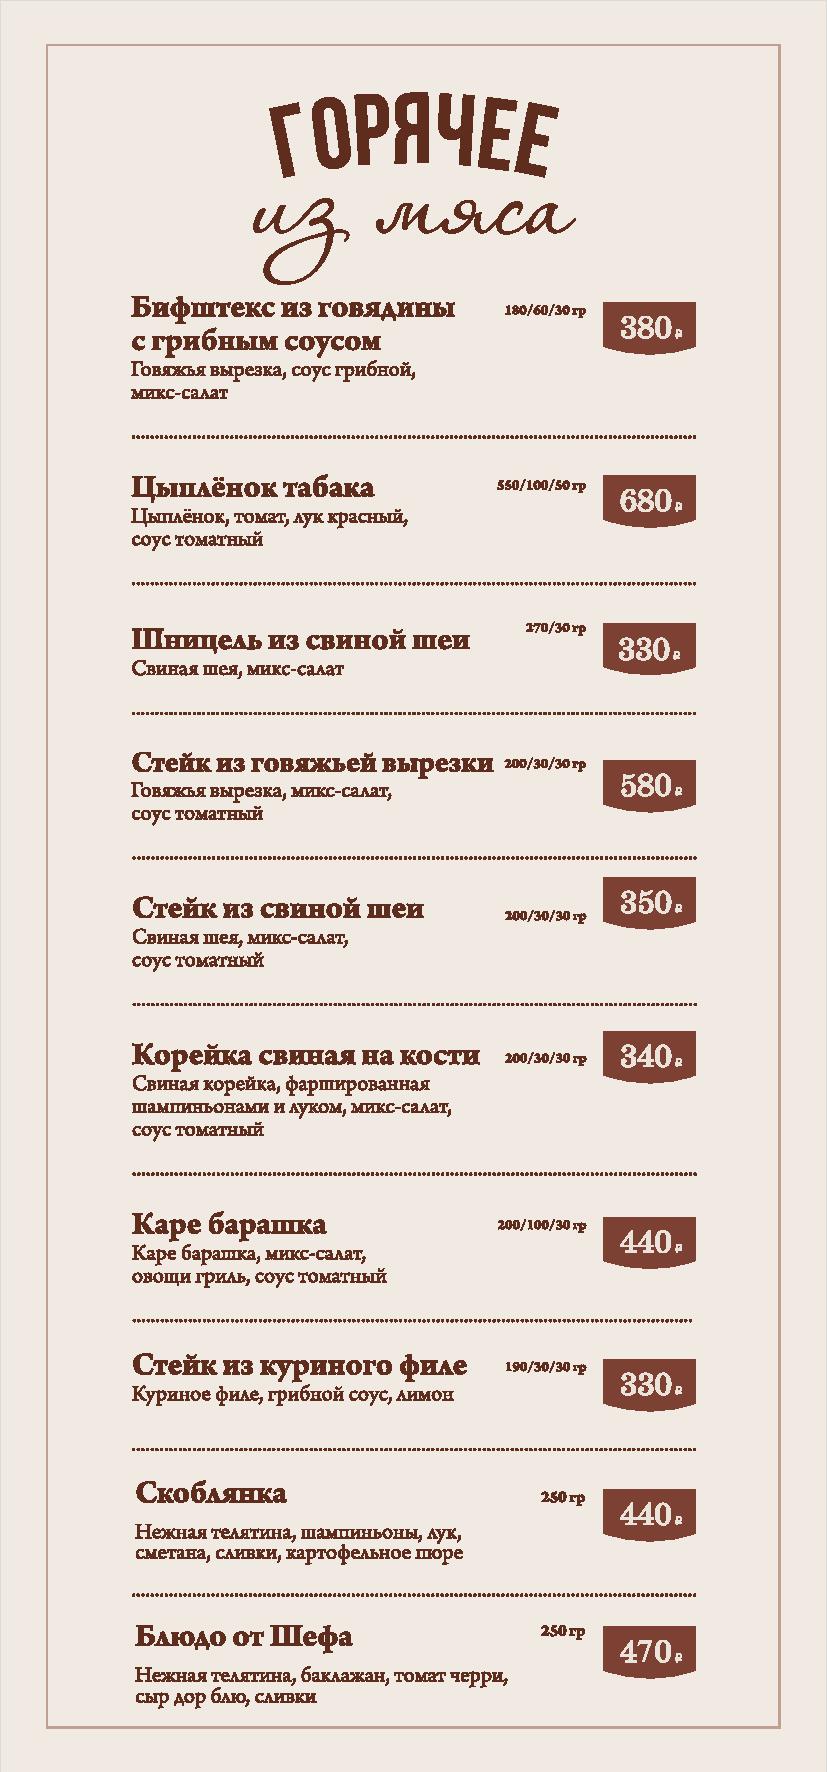 ГОРЯЧЕЕ
из мяса
Бифштекс из говядины 180/60/30 гр 380 ₽
с грибным соусом
Говяжья вырезка, соус грибной,
микс-салат
Цыплёнок табака 550/100/50 гр 680 ₽
Цыплёнок, томат, лук красный,
соус томатный
Шницель из свиной шеи 270/30 гр 330 ₽
Свиная шея, микс-салат
Стейк из говяжьей вырезки 200/30/30 гр 580 ₽
Говяжья вырезка, микс-салат,
соус томатный
Стейк из свиной шеи 200/30/30 гр 350 ₽
Свиная шея, микс-салат,
соус томатный
Корейка свиная на кости 200/30/30 гр 340 ₽
Свиная корейка, фаршированная
шампиньонами и луком, микс-салат,
соус томатный
Каре барашка 200/100/30 гр 440 ₽
Каре барашка, микс-салат,
овощи гриль, соус томатный
Стейк из куриного филе 190/30/30 гр 330 ₽
Куриное филе, грибной соус, лимон
Скоблянка 250 гр 440 ₽
Нежная телятина, шампиньоны, лук,
сметана, сливки, картофельное пюре
Блюдо от Шефа 250 гр 470 ₽
Нежная телятина, баклажан, томат черри,
сыр дор блю, сливки